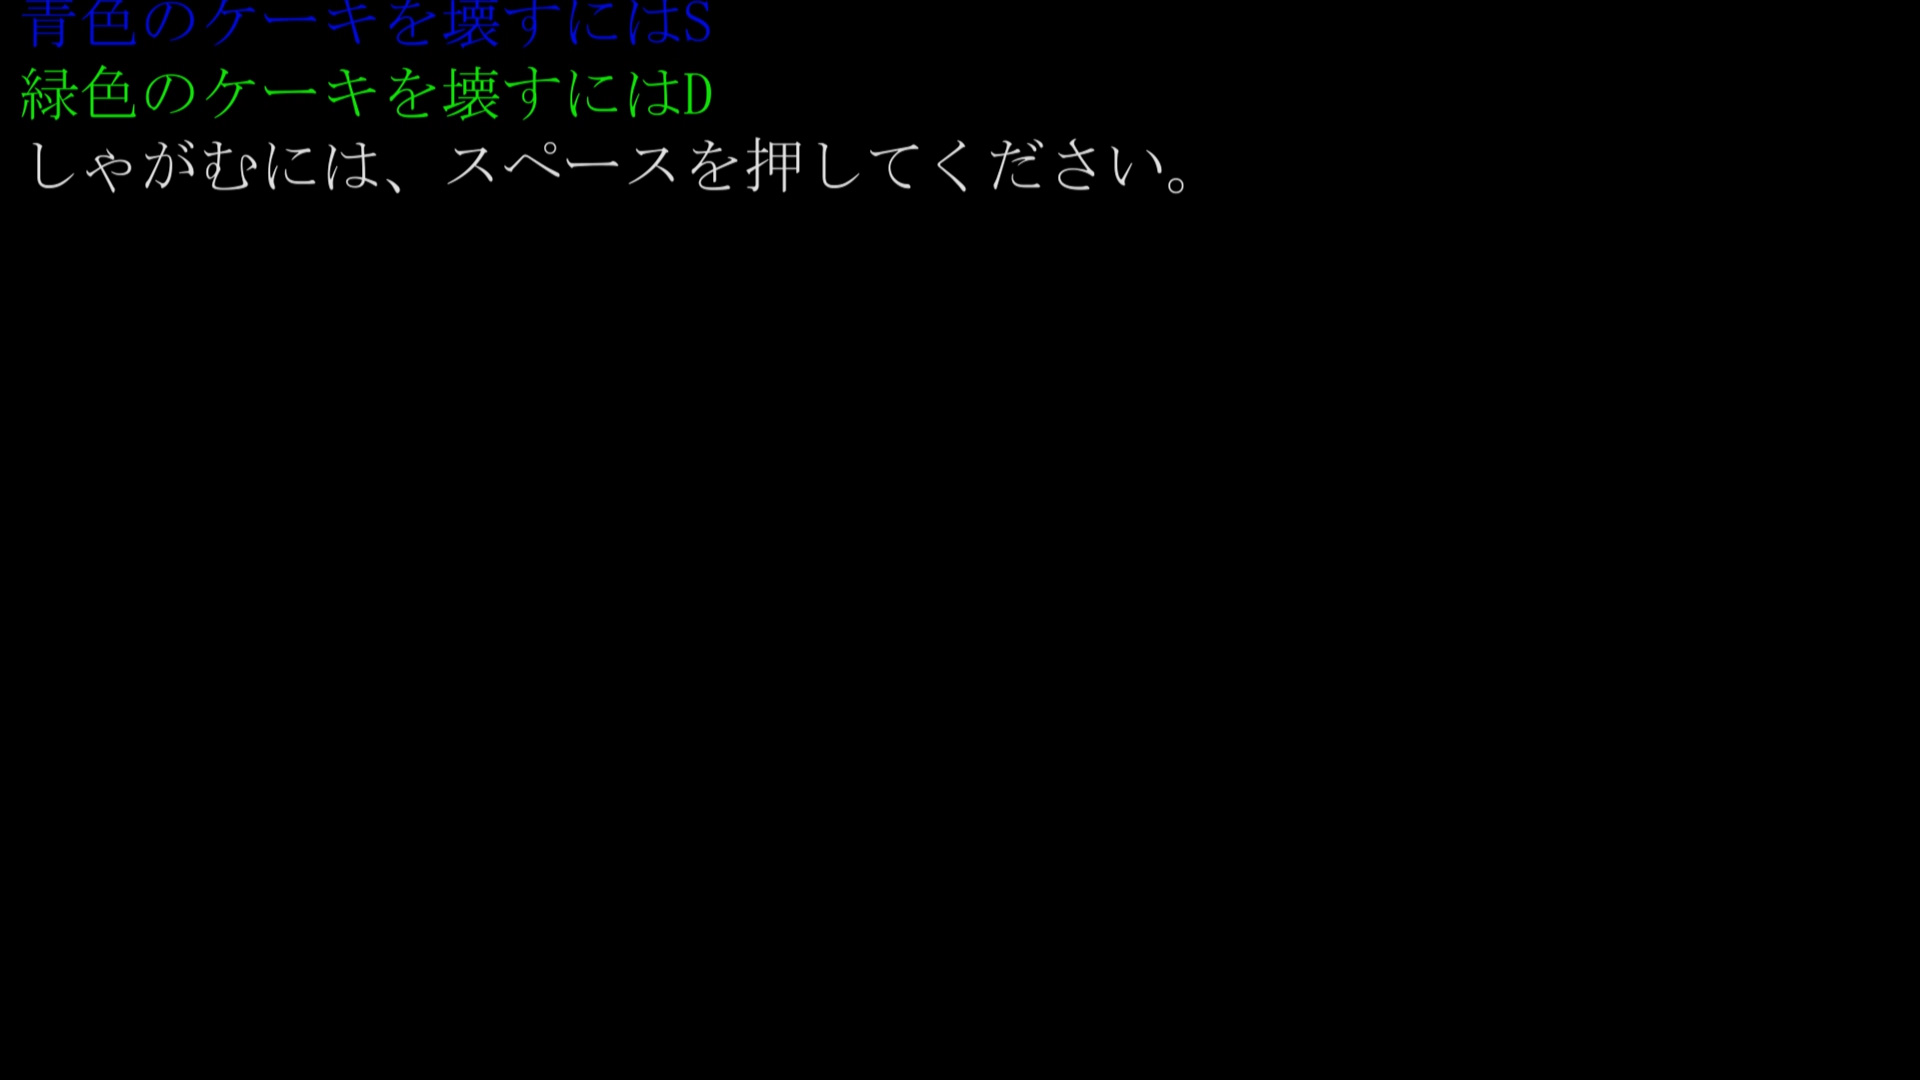 青色のケーキを壊すにはS
緑色のケーキを壊すにはD
しゃがむには、スペースを押してください。